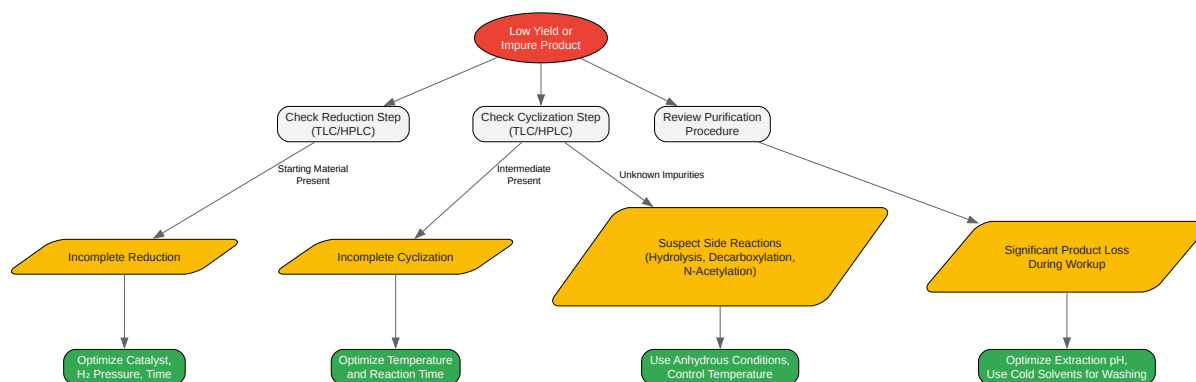 Low Yield or
Impure Product
Check Reduction Step
(TLC/HPLC)
Check Cyclization Step
(TLC/HPLC)
Review Purification
Procedure
Starting Material
Present
Intermediate
Present
Unknown Impurities
Incomplete Reduction
Incomplete Cyclization
Suspect Side Reactions
(Hydrolysis, Decarboxylation,
N-Acetylation)
Significant Product Loss
During Workup
Optimize Catalyst,
H₂ Pressure, Time
Optimize Temperature
and Reaction Time
Use Anhydrous Conditions,
Control Temperature
Optimize Extraction pH,
Use Cold Solvents for Washing